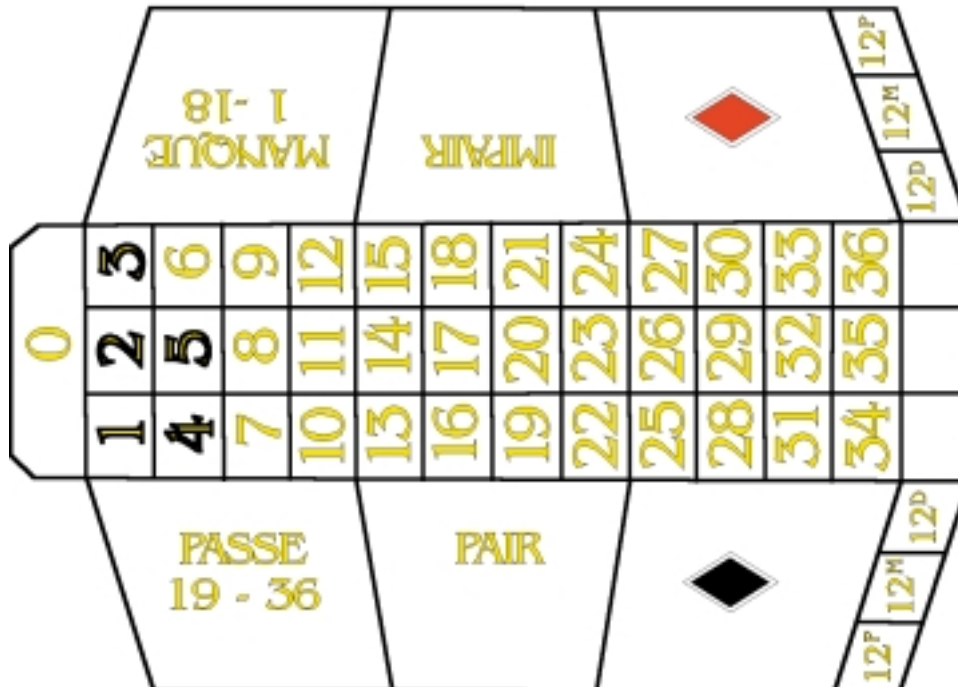 1 - 18
MANQUE
IMPAIR
12ᴾ
12ᴹ
12ᴰ
0
3 6 9 12 15 18 21 24 27 30 33 36
2 5 8 11 14 17 20 23 26 29 32 35
1 4 7 10 13 16 19 22 25 28 31 34
PASSE
19 - 36
PAIR
12ᴰ
12ᴹ
12ᴾ